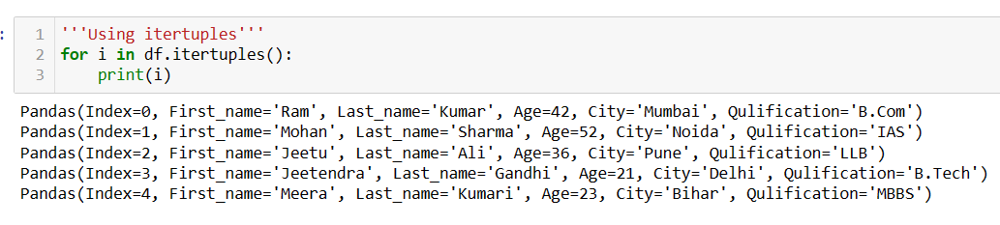 :
1 '''Using itertuples'''
2 for i in df.itertuples():
3     print(i)
Pandas(Index=0, First_name='Ram', Last_name='Kumar', Age=42, City='Mumbai', Qulification='B.Com')
Pandas(Index=1, First_name='Mohan', Last_name='Sharma', Age=52, City='Noida', Qulification='IAS')
Pandas(Index=2, First_name='Jeetu', Last_name='Ali', Age=36, City='Pune', Qulification='LLB')
Pandas(Index=3, First_name='Jeetendra', Last_name='Gandhi', Age=21, City='Delhi', Qulification='B.Tech')
Pandas(Index=4, First_name='Meera', Last_name='Kumari', Age=23, City='Bihar', Qulification='MBBS')